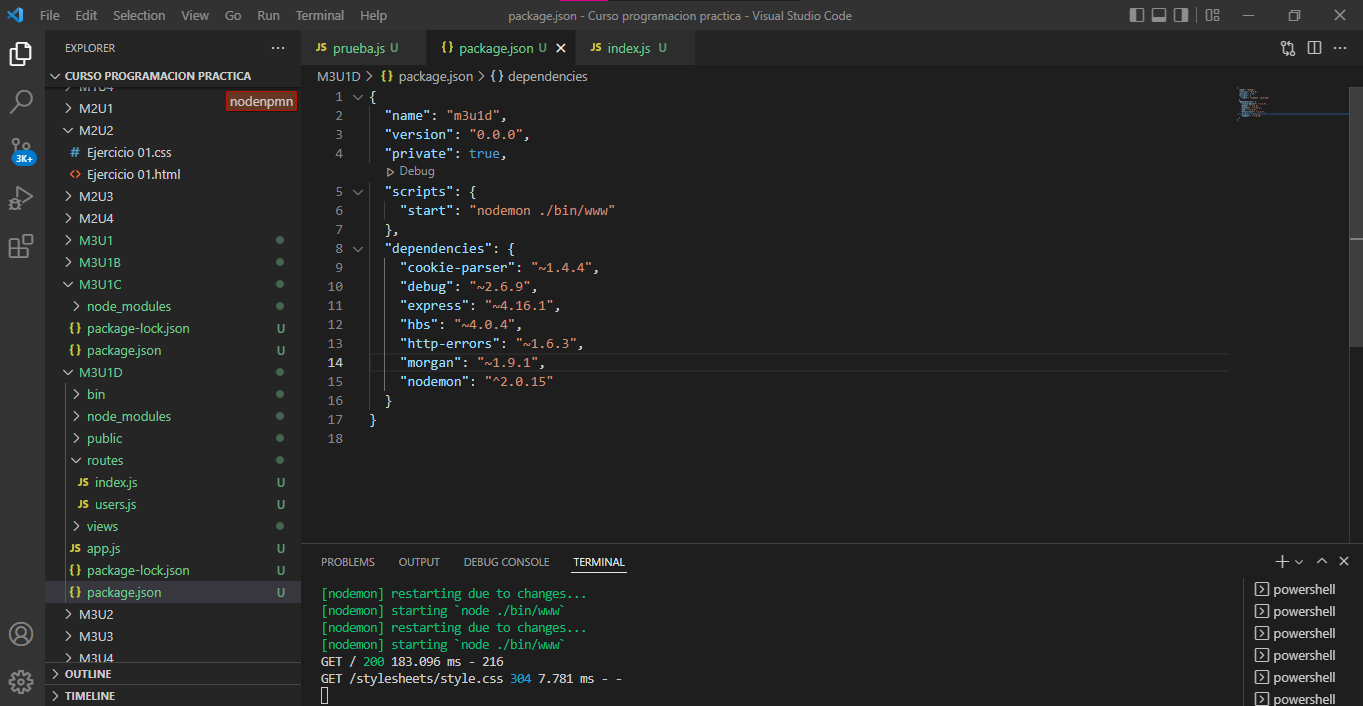 File Edit Selection View Go Run Terminal Help
package.json - Curso programacion practica - Visual Studio Code
EXPLORER
CURSO PROGRAMACION PRACTICA
M1U4
nodenpmn
M2U1
M2U2
# Ejercicio 01.css
<> Ejercicio 01.html
M2U3
M2U4
M3U1
M3U1B
M3U1C
node_modules
{} package-lock.json U
{} package.json U
M3U1D
bin
node_modules
public
routes
JS index.js U
JS users.js U
views
JS app.js U
{} package-lock.json U
{} package.json U
M3U2
M3U3
M3U4
OUTLINE
TIMELINE
3K+
JS prueba.js U
{} package.json U
JS index.js U
M3U1D > {} package.json > {} dependencies
1 {
2 "name": "m3u1d",
3 "version": "0.0.0",
4 "private": true,
Debug
5 "scripts": {
6 "start": "nodemon ./bin/www"
7 },
8 "dependencies": {
9 "cookie-parser": "~1.4.4",
10 "debug": "~2.6.9",
11 "express": "~4.16.1",
12 "hbs": "~4.0.4",
13 "http-errors": "~1.6.3",
14 "morgan": "~1.9.1",
15 "nodemon": "^2.0.15"
16 }
17 }
18
PROBLEMS OUTPUT DEBUG CONSOLE TERMINAL
[nodemon] restarting due to changes...
[nodemon] starting `node ./bin/www`
[nodemon] restarting due to changes...
[nodemon] starting `node ./bin/www`
GET / 200 183.096 ms - 216
GET /stylesheets/style.css 304 7.781 ms - -
powershell
powershell
powershell
powershell
powershell
powershell